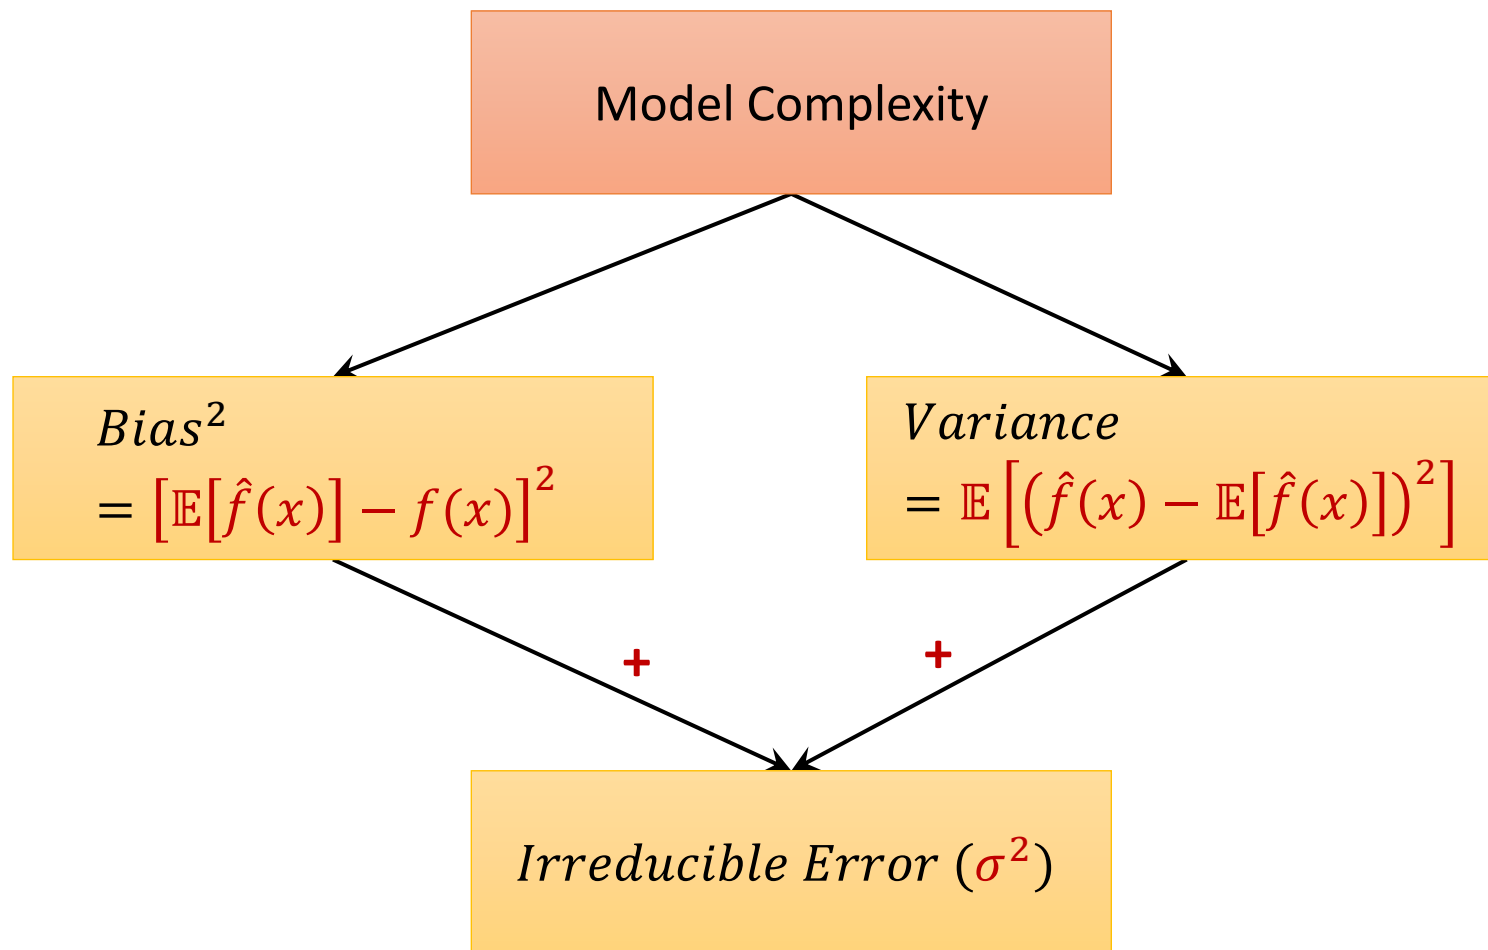 Model Complexity
Bias²
= [𝔼[f̂(x)] − f(x)]²
Variance
= 𝔼[(f̂(x) − 𝔼[f̂(x)])²]
+
+
Irreducible Error (σ²)